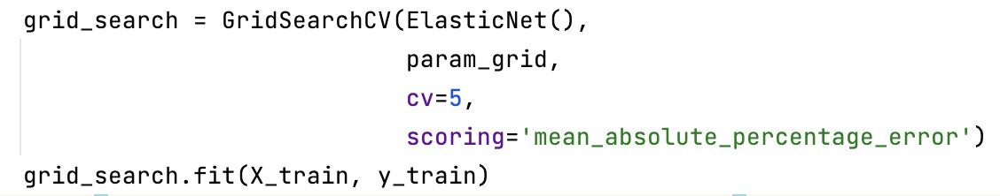 grid_search = GridSearchCV(ElasticNet(),
param_grid,
cv=5,
scoring='mean_absolute_percentage_error')
grid_search.fit(X_train, y_train)